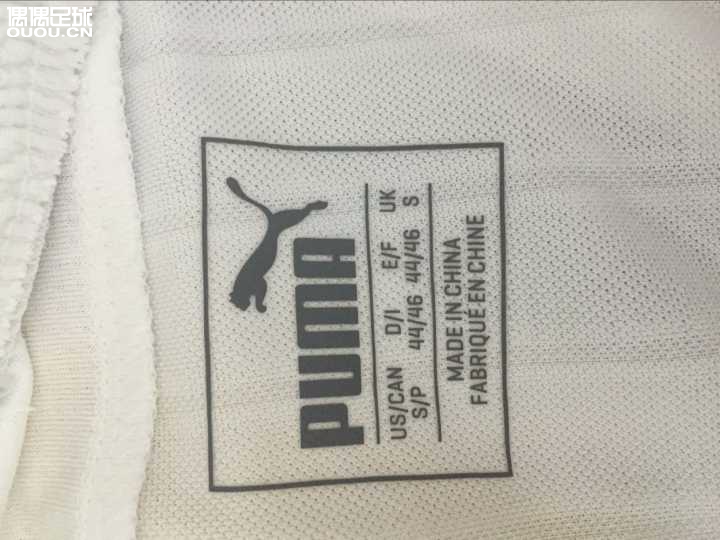 偶偶足球
OUOU.CN
PUMA
US/CAN D/I E/F UK
S/P 44/46 44/46 S
MADE IN CHINA
FABRIQUÉ EN CHINE